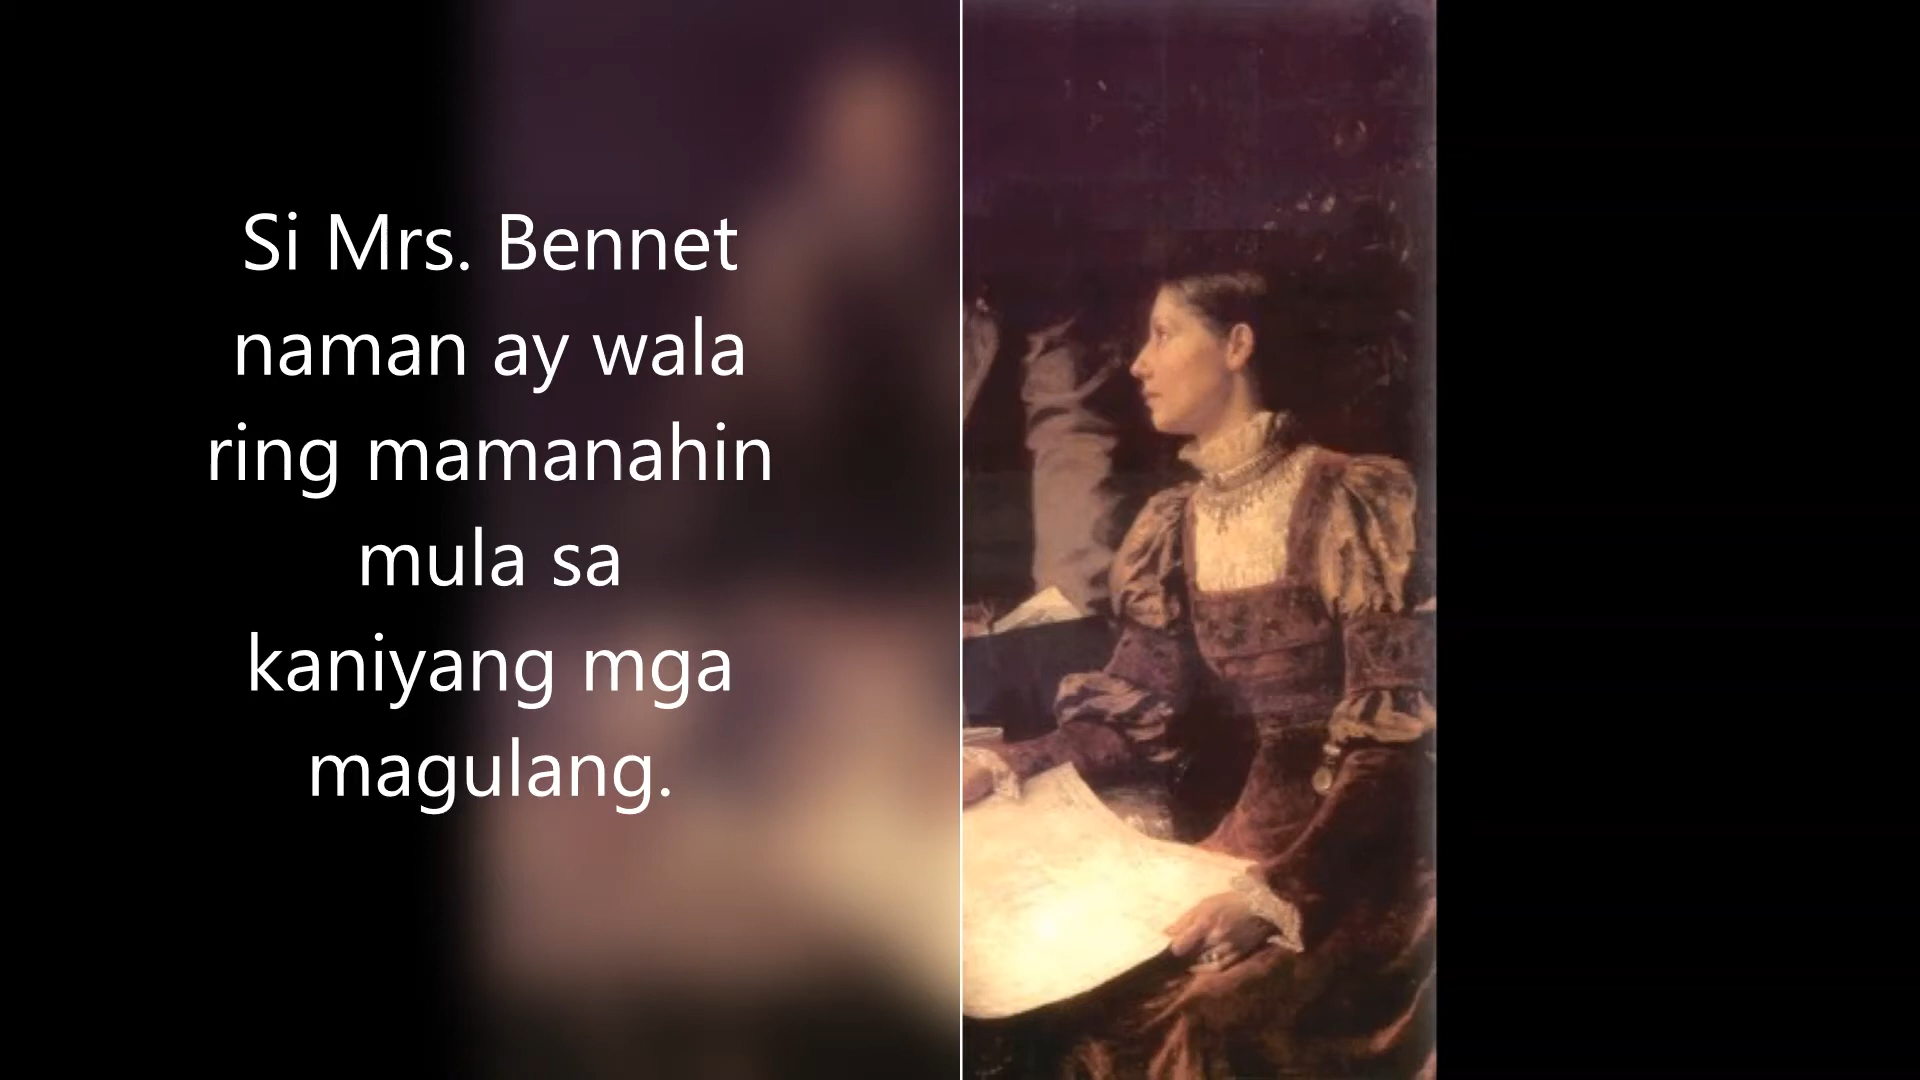 Si Mrs. Bennet
naman ay wala
ring mamanahin
mula sa
kaniyang mga
magulang.